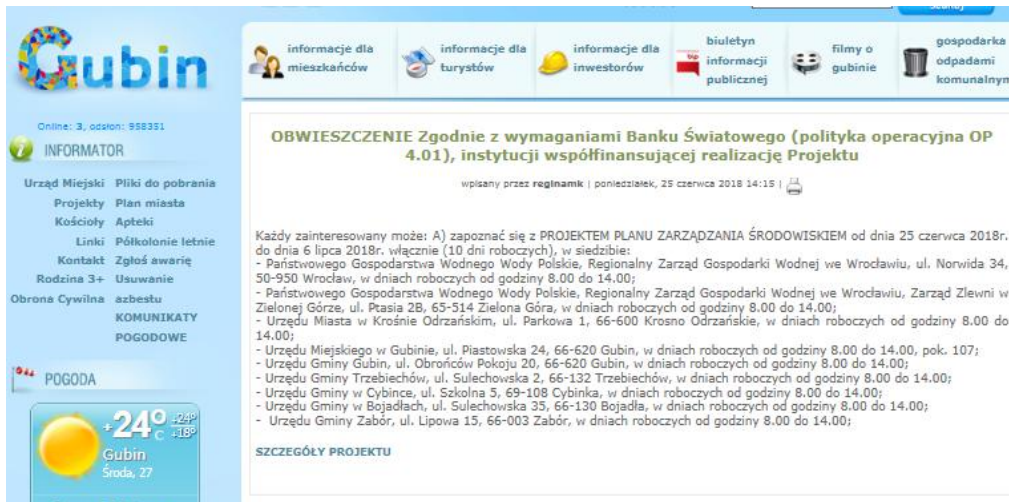 Szukaj
Gubin
informacje dla
mieszkańców
informacje dla
turystów
informacje dla
inwestorów
bip
biuletyn
informacji
publicznej
filmy o
gubinie
gospodarka
odpadami
komunalnym
Online: 3, odsłon: 958351
INFORMATOR
Urząd Miejski Pliki do pobrania
Projekty Plan miasta
Kościoły Apteki
Linki Półkolonie letnie
Kontakt Zgłoś awarię
Rodzina 3+ Usuwanie
Obrona Cywilna azbestu
KOMUNIKATY
POGODOWE
POGODA
+24° C +24° +18°
Gubin
Środa, 27
OBWIESZCZENIE Zgodnie z wymaganiami Banku Światowego (polityka operacyjna OP
4.01), instytucji współfinansującej realizację Projektu
wpisany przez reginamk | poniedziałek, 25 czerwca 2018 14:15 |
Każdy zainteresowany może: A) zapoznać się z PROJEKTEM PLANU ZARZĄDZANIA ŚRODOWISKIEM od dnia 25 czerwca 2018r.
do dnia 6 lipca 2018r. włącznie (10 dni roboczych), w siedzibie:
- Państwowego Gospodarstwa Wodnego Wody Polskie, Regionalny Zarząd Gospodarki Wodnej we Wrocławiu, ul. Norwida 34,
50-950 Wrocław, w dniach roboczych od godziny 8.00 do 14.00;
- Państwowego Gospodarstwa Wodnego Wody Polskie, Regionalny Zarząd Gospodarki Wodnej we Wrocławiu, Zarząd Zlewni w
Zielonej Górze, ul. Ptasia 2B, 65-514 Zielona Góra, w dniach roboczych od godziny 8.00 do 14.00;
- Urzędu Miasta w Krośnie Odrzańskim, ul. Parkowa 1, 66-600 Krosno Odrzańskie, w dniach roboczych od godziny 8.00 do
14.00;
- Urzędu Miejskiego w Gubinie, ul. Piastowska 24, 66-620 Gubin, w dniach roboczych od godziny 8.00 do 14.00, pok. 107;
- Urzędu Gminy Gubin, ul. Obrońców Pokoju 20, 66-620 Gubin, w dniach roboczych od godziny 8.00 do 14.00;
- Urzędu Gminy Trzebiechów, ul. Sulechowska 2, 66-132 Trzebiechów, w dniach roboczych od godziny 8.00 do 14.00;
- Urzędu Gminy w Cybince, ul. Szkolna 5, 69-108 Cybinka, w dniach roboczych od godziny 8.00 do 14.00;
- Urzędu Gminy w Bojadłach, ul. Sulechowska 35, 66-130 Bojadła, w dniach roboczych od godziny 8.00 do 14.00;
- Urzędu Gminy Zabór, ul. Lipowa 15, 66-003 Zabór, w dniach roboczych od godziny 8.00 do 14.00;
SZCZEGÓŁY PROJEKTU